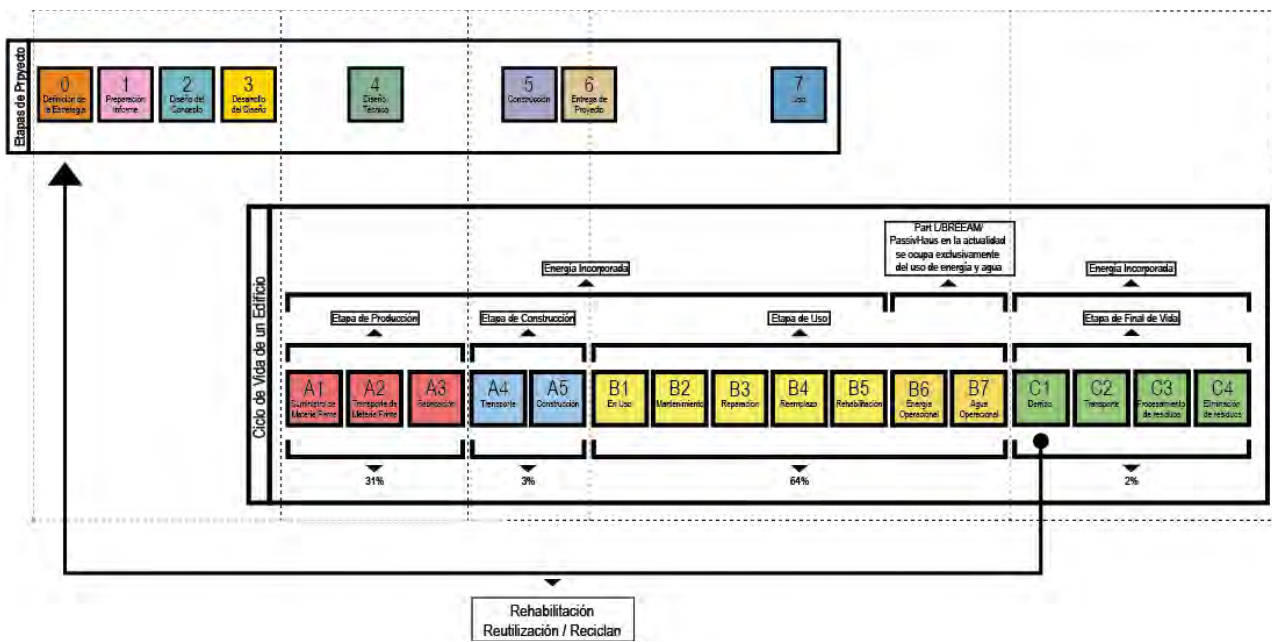 Etapas de Proyecto
0
Definición de
la Estrategia
1
Preparación
Informe
2
Diseño del
Concepto
3
Desarrollo
del Diseño
4
Diseño
Técnico
5
Construcción
6
Entrega de
Proyecto
7
Uso
Ciclo de Vida de un Edificio
Part L/BREEAM/
PassivHaus en la actualidad
se ocupa exclusivamente
del uso de energía y agua
Energía Incorporada
Energía Incorporada
Etapa de Producción
Etapa de Construcción
Etapa de Uso
Etapa de Final de Vida
A1
Suministro de
Materia Prima
A2
Transporte de
Materia Prima
A3
Fabricación
A4
Transporte
A5
Construcción
B1
En Uso
B2
Mantenimiento
B3
Reparación
B4
Reemplazo
B5
Rehabilitación
B6
Energía
Operacional
B7
Agua
Operacional
C1
Derribo
C2
Transporte
C3
Procesamiento
de residuos
C4
Eliminación
de residuos
31%
3%
64%
2%
Rehabilitación
Reutilización / Reciclan